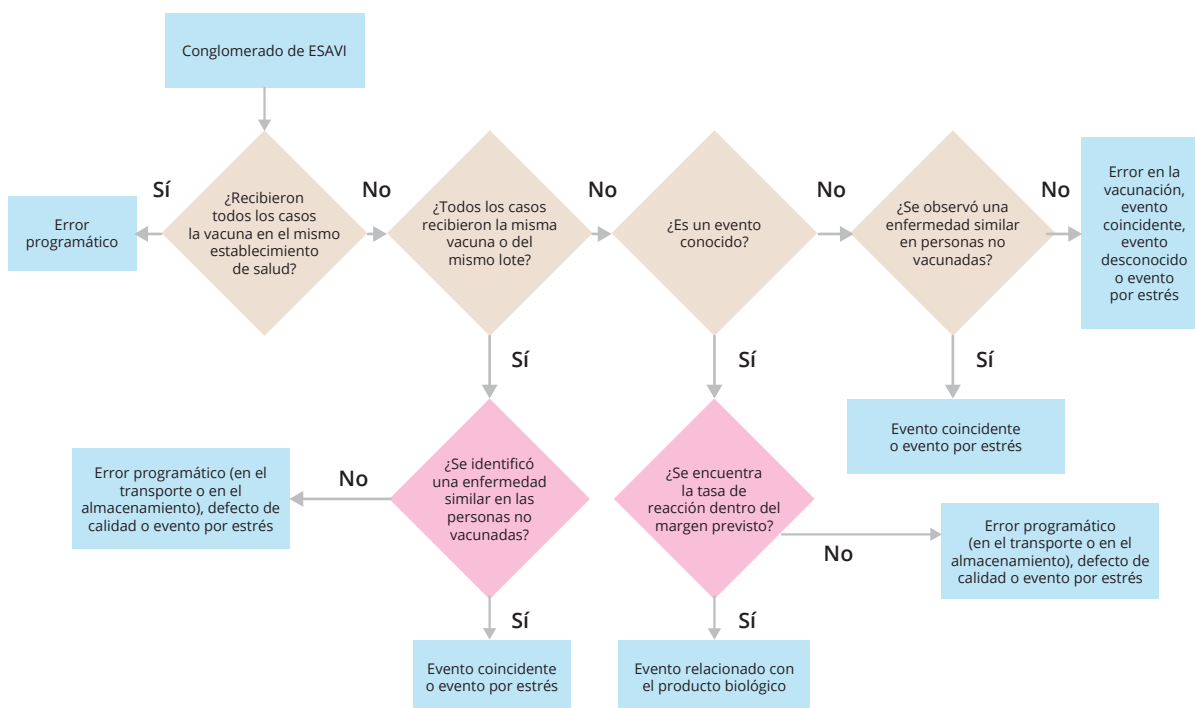 Conglomerado de ESAVI
Sí
Error
programático
¿Recibieron
todos los casos
la vacuna en el mismo
establecimiento
de salud?
No
¿Todos los casos
recibieron la misma
vacuna o del
mismo lote?
No
¿Es un evento
conocido?
No
¿Se observó una
enfermedad similar
en personas no
vacunadas?
No
Error en la
vacunación,
evento
coincidente,
evento
desconocido
o evento
por estrés
Sí
Sí
Sí
Evento coincidente
o evento por estrés
Error programático (en el
transporte o en el
almacenamiento), defecto de
calidad o evento por estrés
No
¿Se identificó
una enfermedad
similar en las
personas no
vacunadas?
¿Se encuentra
la tasa de
reacción dentro del
margen previsto?
No
Error programático
(en el transporte o en el
almacenamiento), defecto de
calidad o evento por estrés
Sí
Sí
Evento coincidente
o evento por estrés
Evento relacionado con
el producto biológico